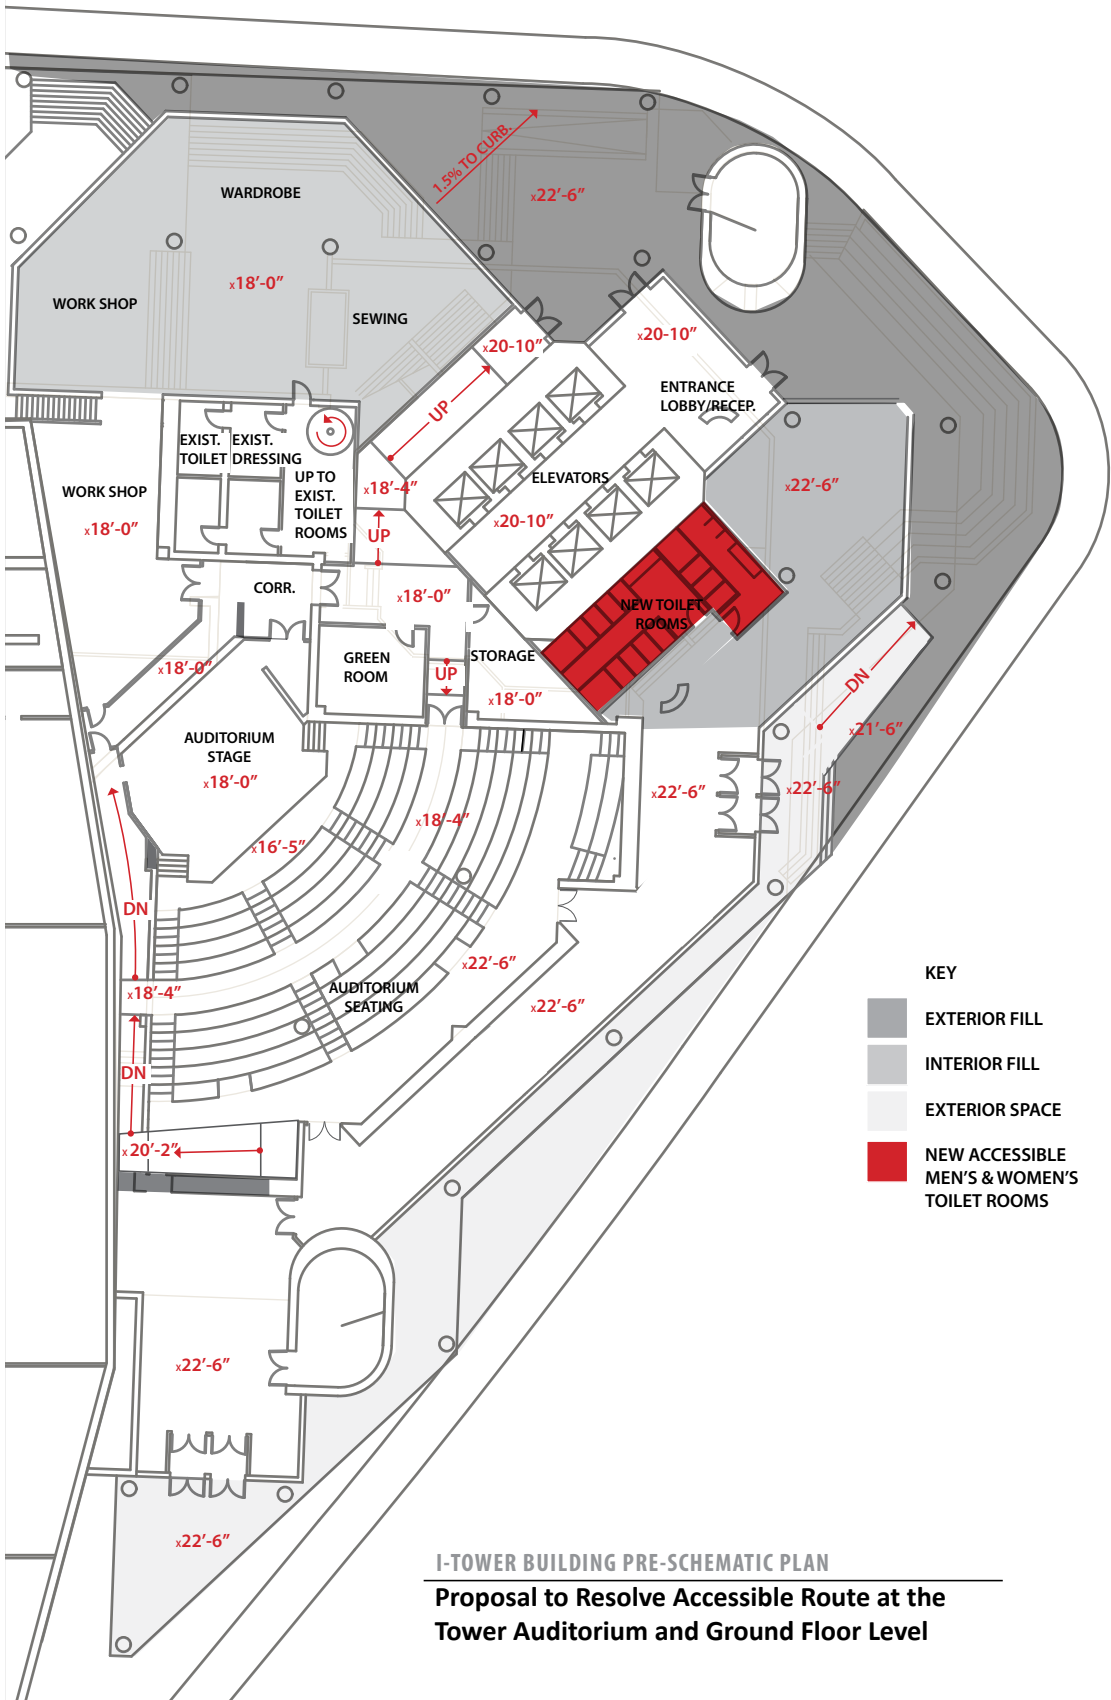 1.5% TO CURB.
x22'-6"
WARDROBE
x18'-0"
WORK SHOP
SEWING
x20-10"
x20-10"
ENTRANCE
LOBBY/RECEP.
UP
EXIST.
TOILET
EXIST.
DRESSING
UP TO
EXIST.
TOILET
ROOMS
ELEVATORS
x22'-6"
WORK SHOP
x18'-0"
x18'-4"
x20-10"
UP
CORR.
x18'-0"
NEW TOILET
ROOMS
x18'-0"
GREEN
ROOM
STORAGE
UP
x18'-0"
DN
x21'-6"
AUDITORIUM
STAGE
x18'-0"
x22'-6"
x22'-6"
x18'-4"
x16'-5"
DN
x22'-6"
x18'-4"
AUDITORIUM
SEATING
x22'-6"
DN
x20'-2"
KEY
EXTERIOR FILL
INTERIOR FILL
EXTERIOR SPACE
NEW ACCESSIBLE
MEN'S & WOMEN'S
TOILET ROOMS
x22'-6"
x22'-6"
I-TOWER BUILDING PRE-SCHEMATIC PLAN
Proposal to Resolve Accessible Route at the
Tower Auditorium and Ground Floor Level